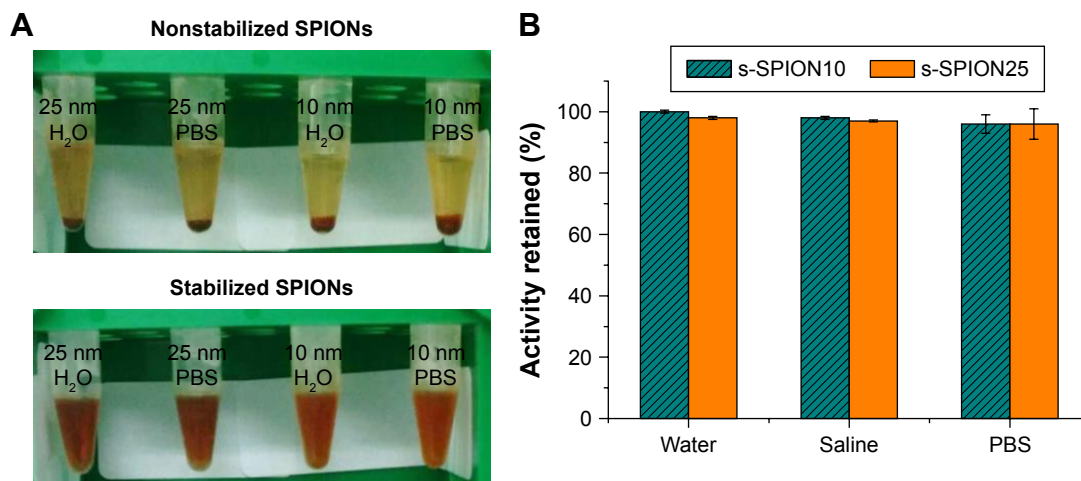 A
Nonstabilized SPIONs
25 nm
H₂O
25 nm
PBS
10 nm
H₂O
10 nm
PBS
Stabilized SPIONs
25 nm
H₂O
25 nm
PBS
10 nm
H₂O
10 nm
PBS
B
s-SPION10
s-SPION25
Activity retained (%)
100
80
60
40
20
0
Water
Saline
PBS